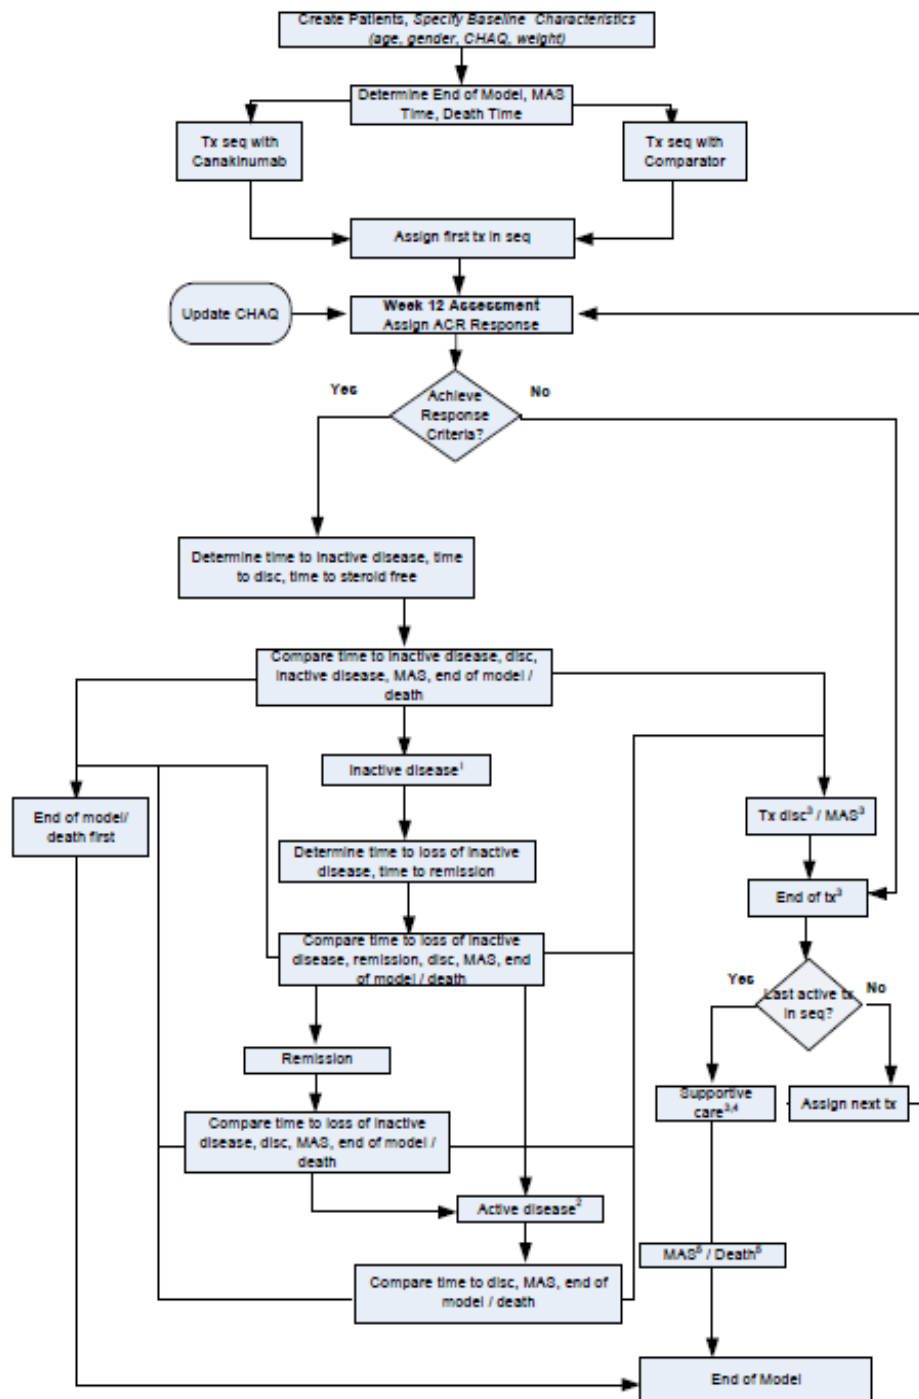 Create Patients, Specify Baseline Characteristics
(age, gender, CHAQ, weight)
Determine End of Model, MAS
Time, Death Time
Tx seq with
Canakinumab
Tx seq with
Comparator
Assign first tx in seq
Update CHAQ
Week 12 Assessment
Assign ACR Response
Yes
No
Achieve
Response
Criteria?
Determine time to inactive disease, time
to disc, time to steroid free
Compare time to inactive disease, disc,
inactive disease, MAS, end of model /
death
Inactive disease¹
End of model/
death first
Tx disc³ / MAS³
Determine time to loss of inactive
disease, time to remission
End of tx³
Compare time to loss of inactive
disease, remission, disc, MAS, end
of model / death
Yes
No
Last active tx
in seq?
Remission
Supportive
care³,⁴
Assign next tx
Compare time to loss of inactive
disease, disc, MAS, end of model /
death
Active disease²
MAS⁵ / Death⁵
Compare time to disc, MAS, end of
model / death
End of Model